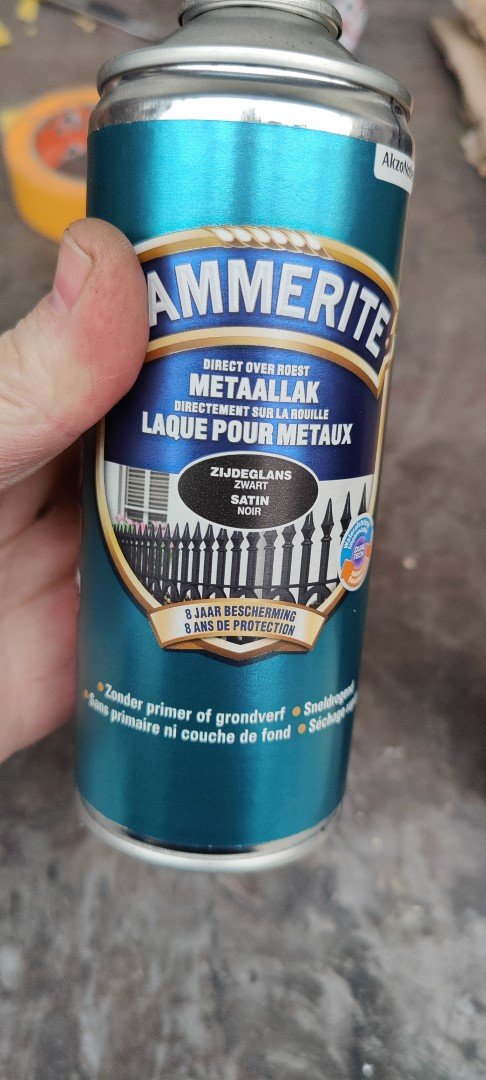 Akzo
AMMERITE
DIRECT OVER ROEST
METAALLAK
DIRECTEMENT SUR LA ROUILLE
LAQUE POUR METAUX
ZIJDEGLANS
ZWART
SATIN
NOIR
8 JAAR BESCHERMING
8 ANS DE PROTECTION
• Zonder primer of grondverf • Sneldrogend
• Sans primaire ni couche de fond • Séchage